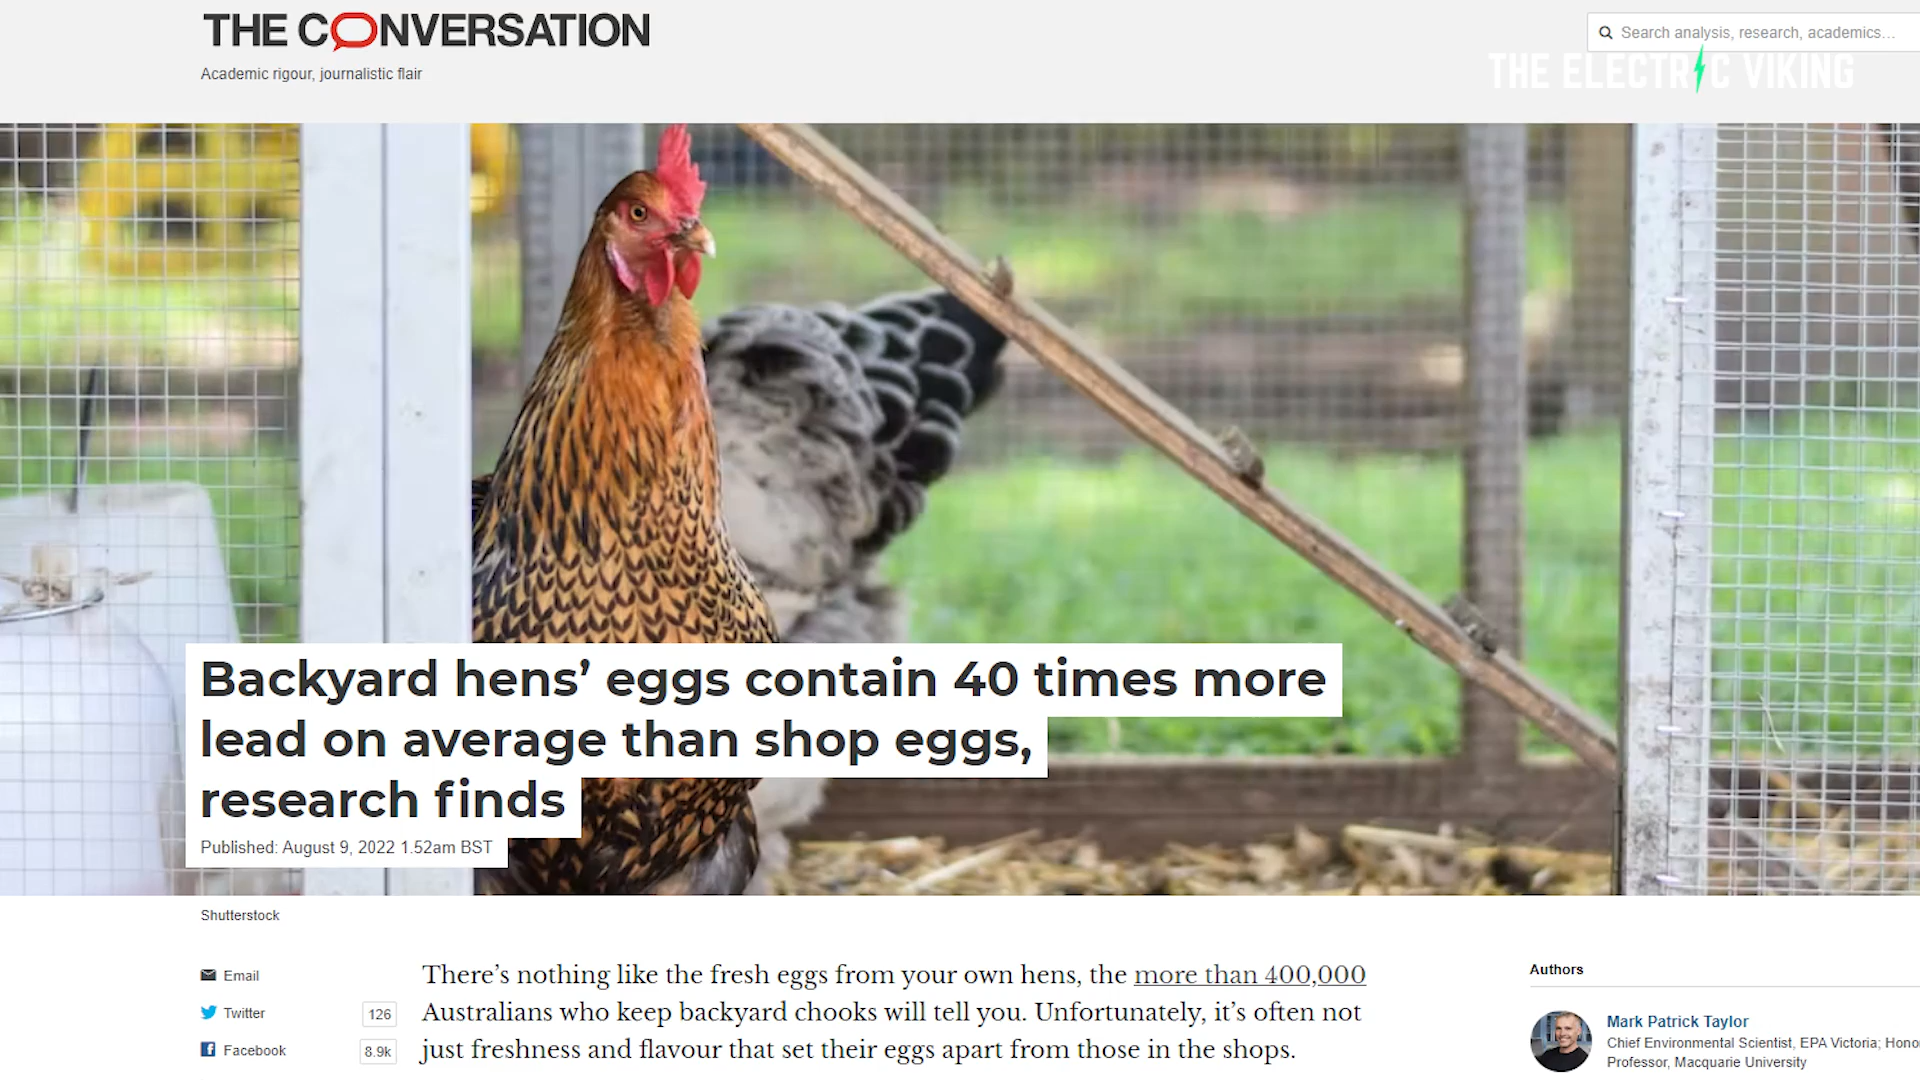 THE CONVERSATION
Search analysis, research, academics...
THE ELECTRIC VIKING
Academic rigour, journalistic flair
Backyard hens’ eggs contain 40 times more
lead on average than shop eggs,
research finds
Published: August 9, 2022 1.52am BST
Shutterstock
Email
Twitter
126
Facebook
8.9k
There’s nothing like the fresh eggs from your own hens, the more than 400,000
Australians who keep backyard chooks will tell you. Unfortunately, it’s often not
just freshness and flavour that set their eggs apart from those in the shops.
Authors
Mark Patrick Taylor
Chief Environmental Scientist, EPA Victoria;
Professor, Macquarie University